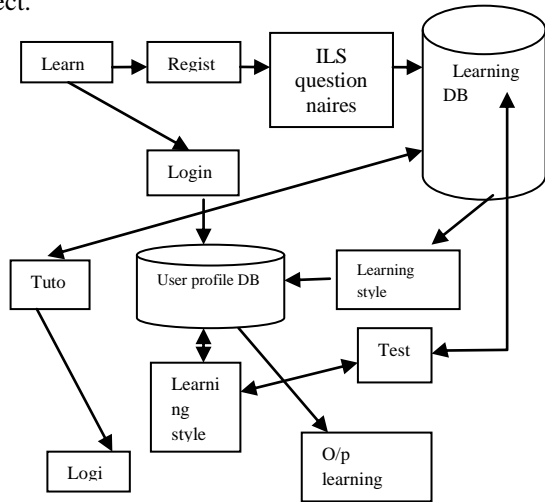 ect.
Learn
Regist
ILS
question
naires
Learning
DB
Login
Tuto
User profile DB
Learning
style
Test
Learni
ng
style
Logi
O/p
learning